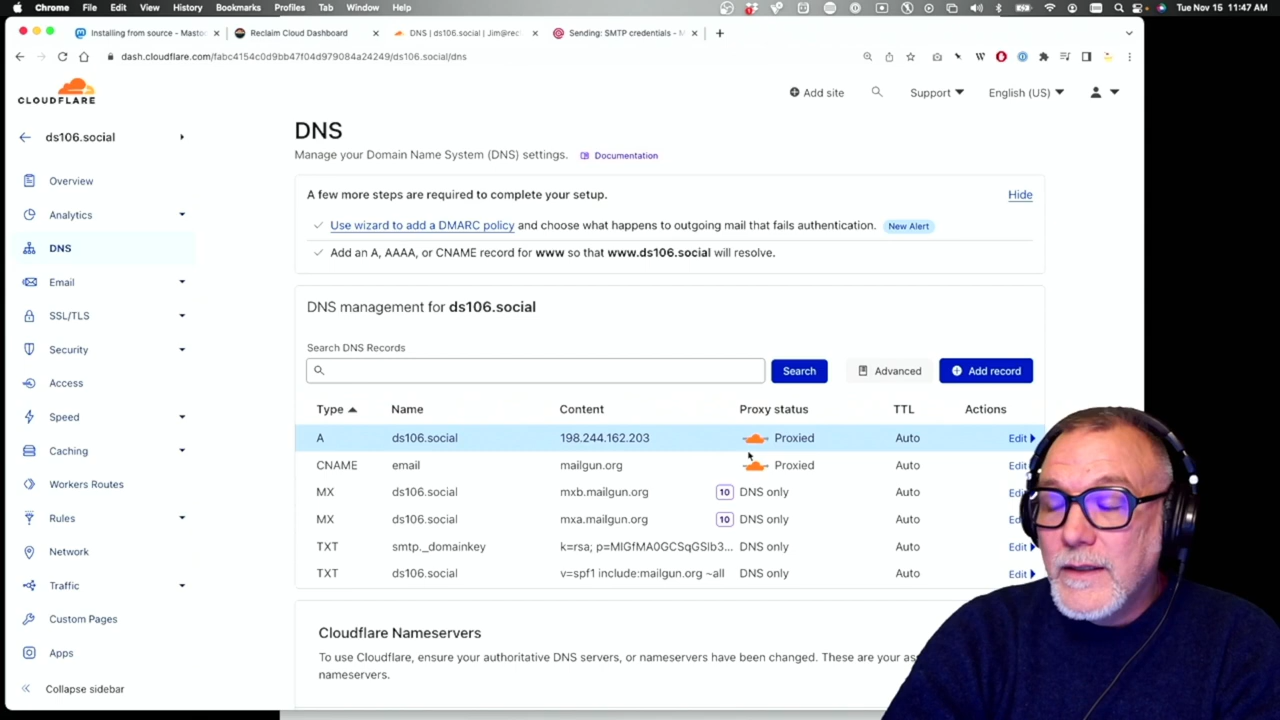 Chrome File Edit View History Bookmarks Profiles Tab Window Help Tue Nov 15 11:47 AM
Installing from source - Mastod × Reclaim Cloud Dashboard × DNS | ds106.social | Jim@recl × Sending: SMTP credentials - M ×
dash.cloudflare.com/fabc4154c0d9bb47f04d979084a24249/ds106.social/dns
CLOUDFLARE
Add site Support English (US)
ds106.social
Overview
Analytics
DNS
Email
SSL/TLS
Security
Access
Speed
Caching
Workers Routes
Rules
Network
Traffic
Custom Pages
Apps
Collapse sidebar
DNS
Manage your Domain Name System (DNS) settings. Documentation
A few more steps are required to complete your setup. Hide
Use wizard to add a DMARC policy and choose what happens to outgoing mail that fails authentication. New Alert
Add an A, AAAA, or CNAME record for www so that www.ds106.social will resolve.
DNS management for ds106.social
Search DNS Records
Search Advanced Add record
Type Name Content Proxy status TTL Actions
A ds106.social 198.244.162.203 Proxied Auto Edit
CNAME email mailgun.org Proxied Auto Edit
MX ds106.social mxb.mailgun.org 10 DNS only Auto
MX ds106.social mxa.mailgun.org 10 DNS only Auto Edit
TXT smtp._domainkey k=rsa; p=MIGfMA0GCSqGSIb3... DNS only Auto Edit
TXT ds106.social v=spf1 include:mailgun.org ~all DNS only Auto Edit
Cloudflare Nameservers
To use Cloudflare, ensure your authoritative DNS servers, or nameservers have been changed. These are your
nameservers.